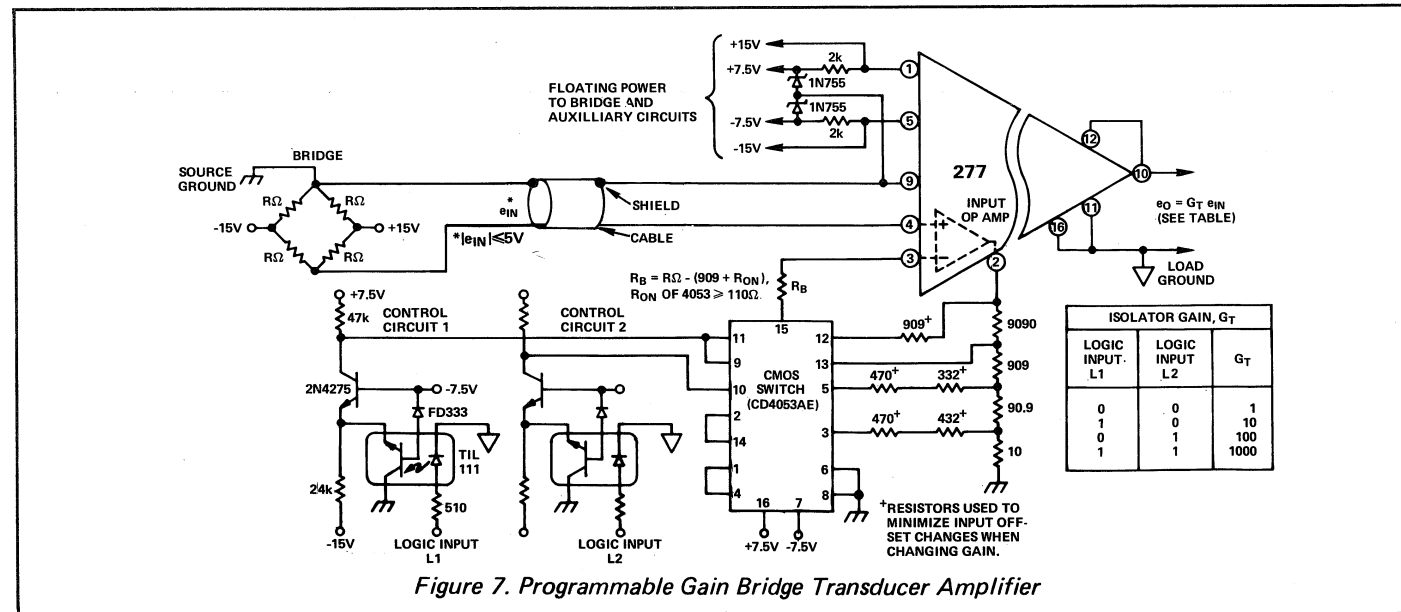 +15V
+7.5V
2k
1
1N755
FLOATING POWER
TO BRIDGE AND
AUXILLIARY CIRCUITS
1N755
-7.5V
2k
5
-15V
12
10
277
BRIDGE
SOURCE
GROUND
RΩ
RΩ
-15V
+15V
RΩ
RΩ
*
eIN
*|eIN|⩽5V
SHIELD
CABLE
9
INPUT
OP AMP
4
+
3
−
2
16
11
eO = GT eIN
(SEE TABLE)
LOAD
GROUND
RB = RΩ - (909 + RON),
RON OF 4053 ⩾ 110Ω.
RB
+7.5V
47k
CONTROL
CIRCUIT 1
CONTROL
CIRCUIT 2
2N4275
-7.5V
FD333
TIL
111
24k
510
-15V
LOGIC INPUT
L1
LOGIC INPUT
L2
15
11
9
10
2
14
1
4
12
13
5
3
6
8
16
7
CMOS
SWITCH
(CD4053AE)
+7.5V
-7.5V
909+
9090
909
470+
332+
90.9
470+
432+
10
+RESISTORS USED TO
MINIMIZE INPUT OFF-
SET CHANGES WHEN
CHANGING GAIN.
ISOLATOR GAIN, GT
LOGIC
INPUT
L1
LOGIC
INPUT
L2
GT
0 0 1
1 0 10
0 1 100
1 1 1000
Figure 7. Programmable Gain Bridge Transducer Amplifier